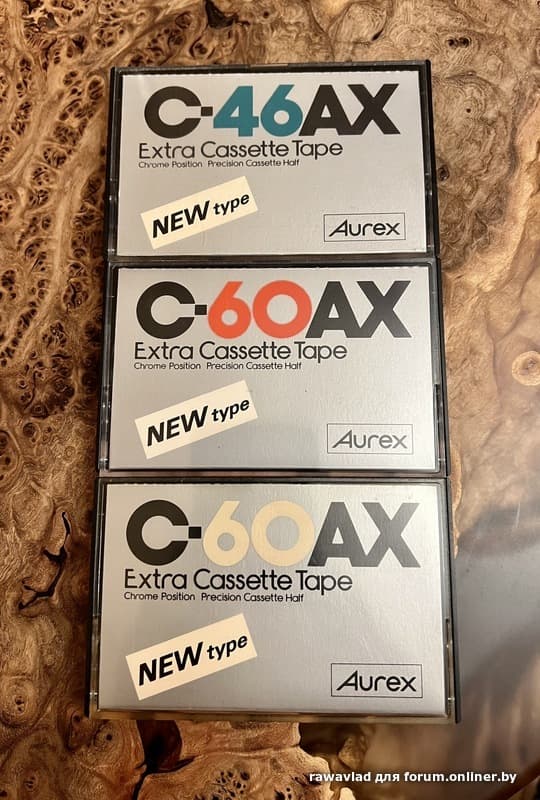 C-46AX
Extra Cassette Tape
Chrome Position Precision Cassette Half
NEW type
Aurex
C-60AX
Extra Cassette Tape
Chrome Position Precision Cassette Half
NEW type
Aurex
C-60AX
Extra Cassette Tape
Chrome Position Precision Cassette Half
NEW type
Aurex
rawavlad для forum.onliner.by